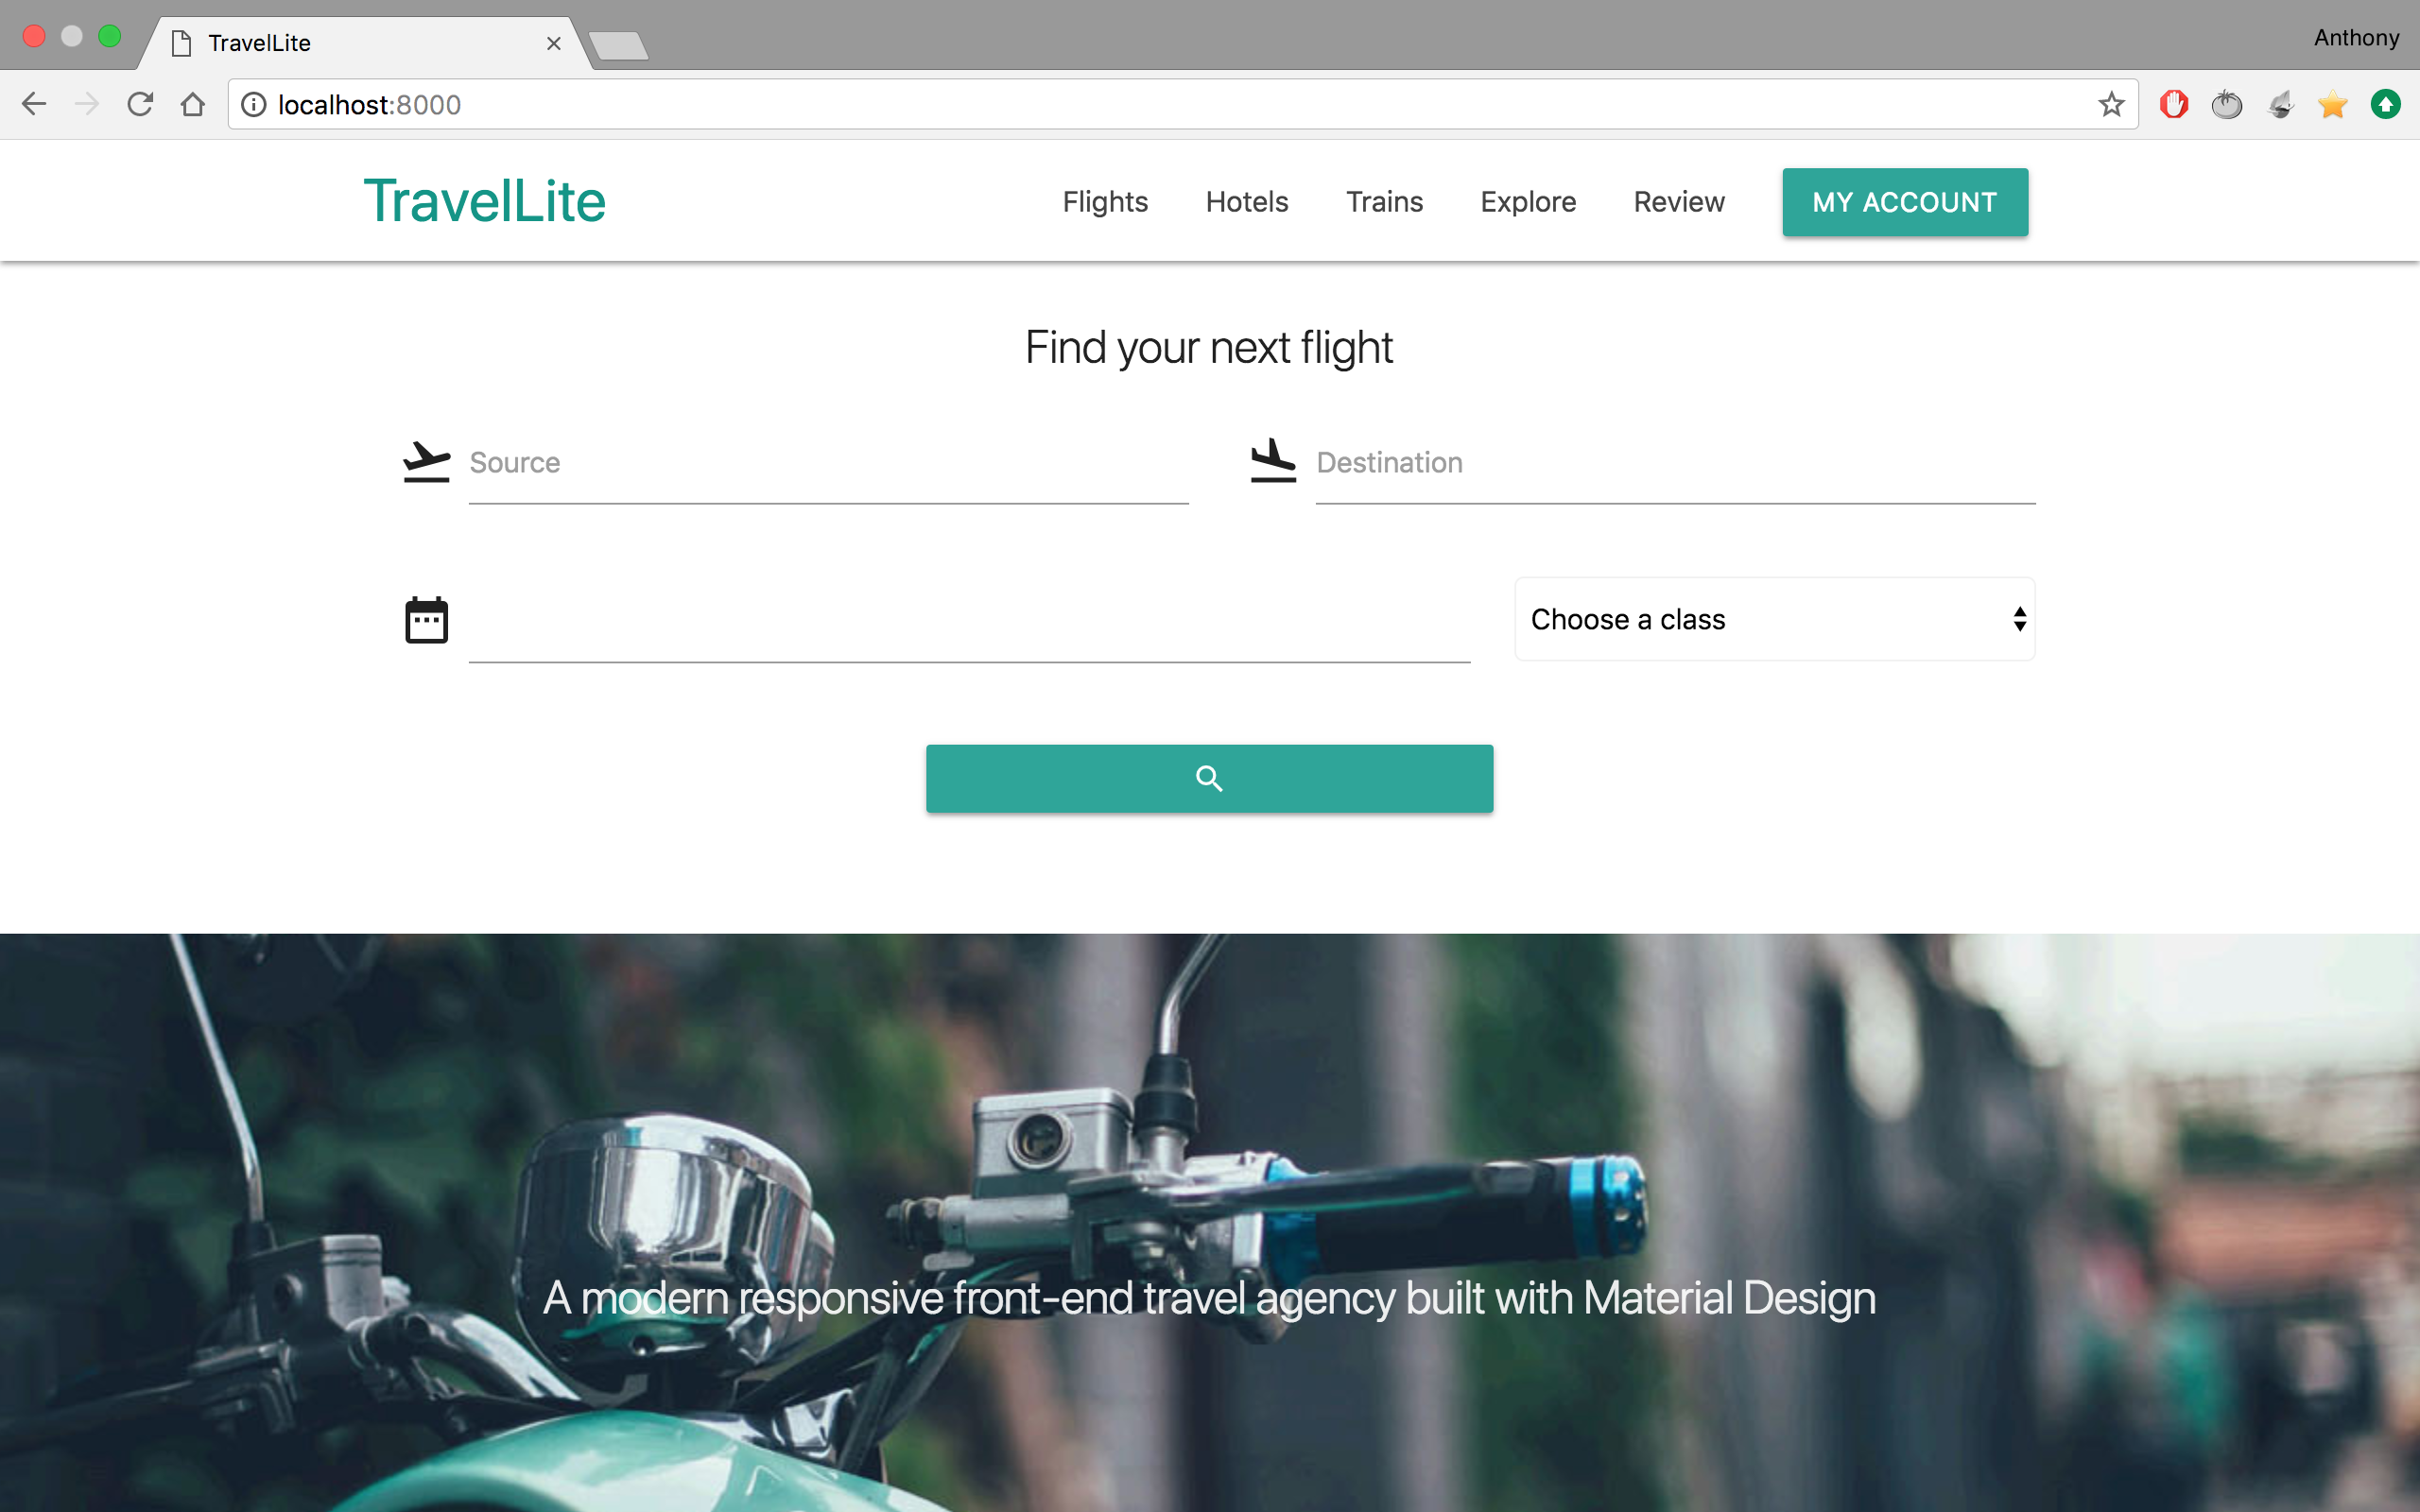 TravelLite
Anthony
localhost:8000
TravelLite
Flights
Hotels
Trains
Explore
Review
MY ACCOUNT
Find your next flight
Source
Destination
Choose a class
A modern responsive front-end travel agency built with Material Design